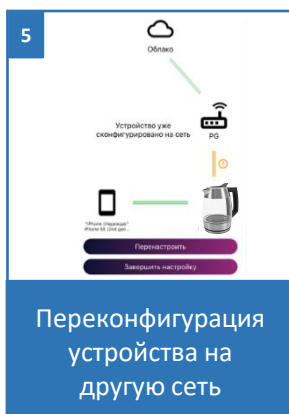 5
Облако
Устройство уже
сконфигурировано на сеть
PG
Перенастроить
Завершить настройку
Переконфигурация
устройства на
другую сеть